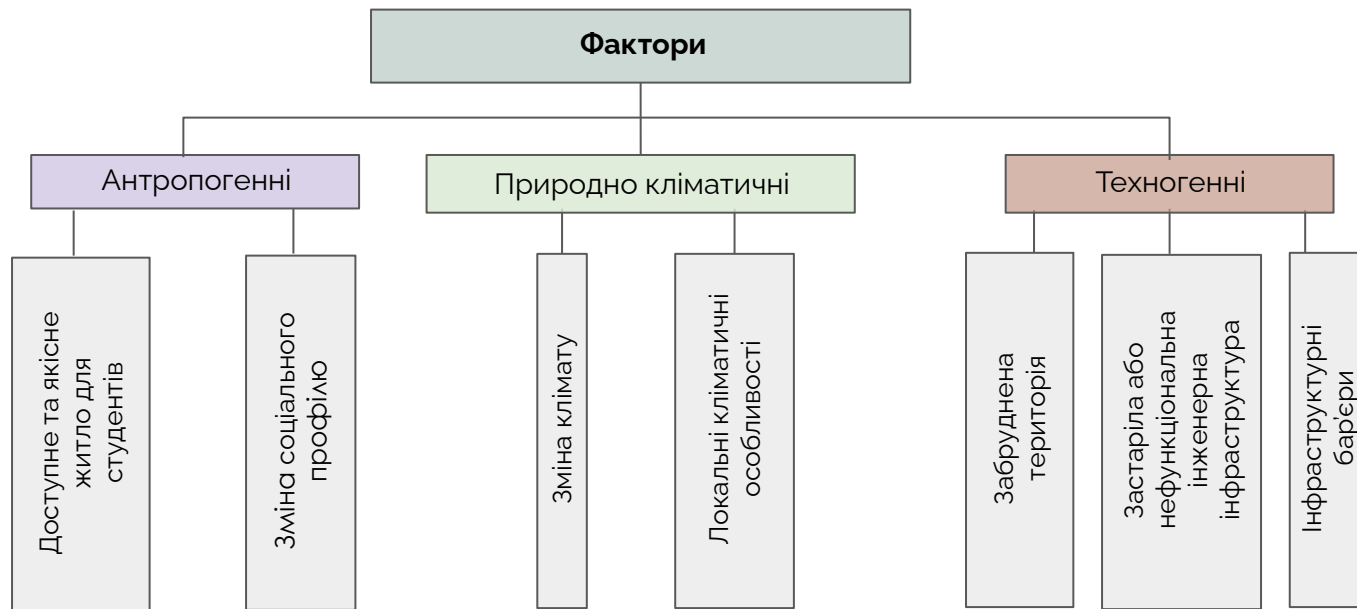 Фактори
Антропогенні
Природно кліматичні
Техногенні
Доступне та якісне
житло для
студентів
Зміна соціального
профілю
Зміна клімату
Локальні кліматичні
особливості
Забруднена
територія
Застаріла або
нефункціональна
інженерна
інфраструктура
Інфраструктурні
бар'єри